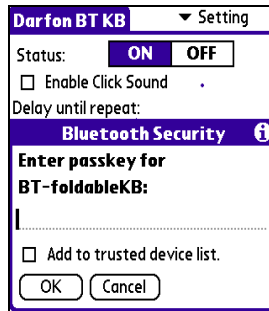 Darfon BT KB Setting
Status: ON OFF
Enable Click Sound
Delay until repeat:
Bluetooth Security
Enter passkey for
BT-foldableKB:
Add to trusted device list.
OK Cancel